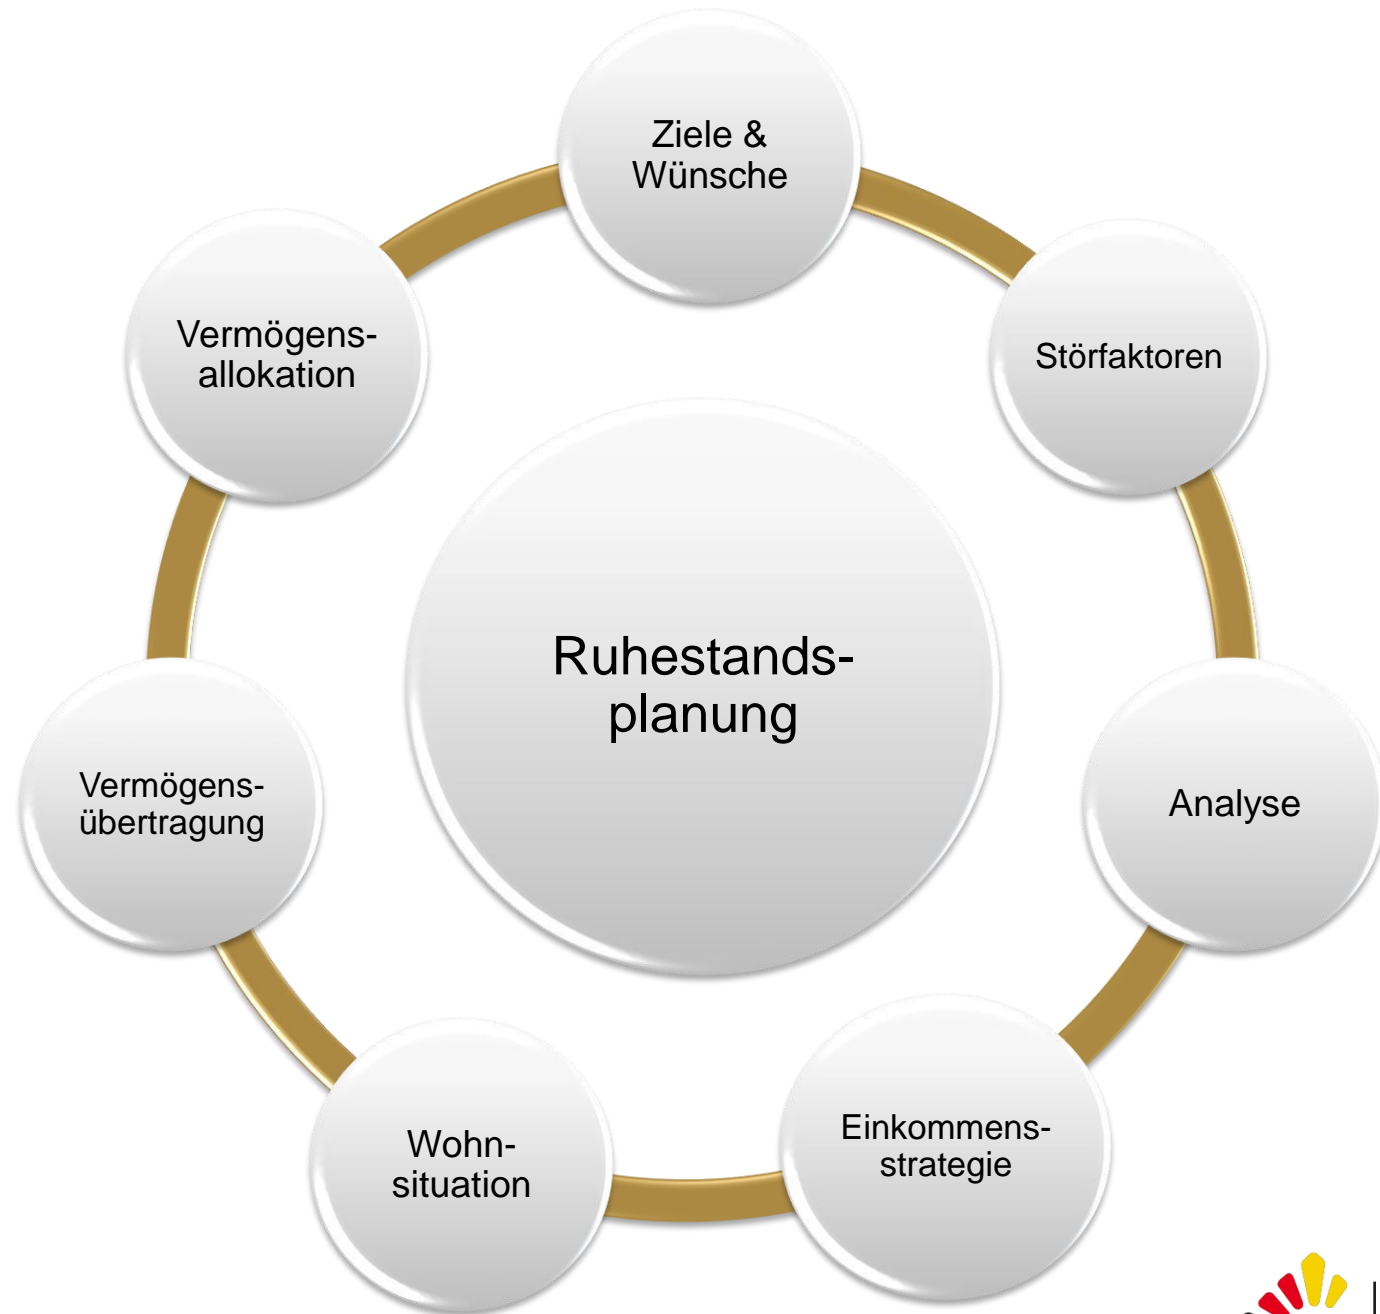 Ziele &
Wünsche
Störfaktoren
Analyse
Einkommens-
strategie
Wohn-
situation
Vermögens-
übertragung
Vermögens-
allokation
Ruhestands-
planung